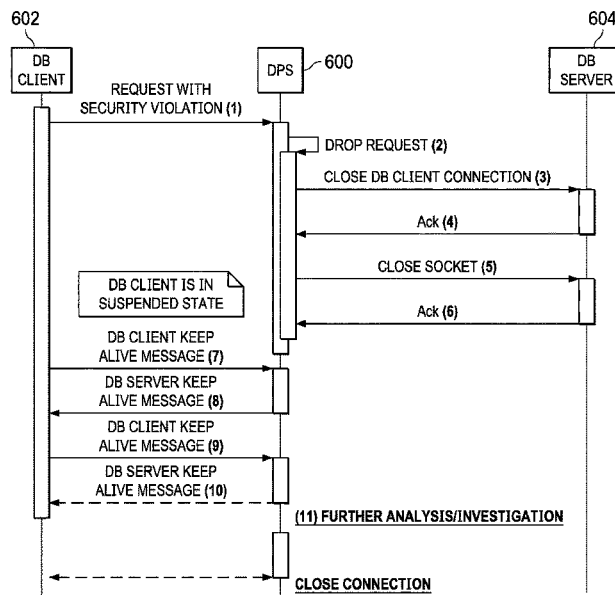 602
604
DB
CLIENT
DPS
600
DB
SERVER
REQUEST WITH
SECURITY VIOLATION (1)
DROP REQUEST (2)
CLOSE DB CLIENT CONNECTION (3)
Ack (4)
CLOSE SOCKET (5)
DB CLIENT IS IN
SUSPENDED STATE
Ack (6)
DB CLIENT KEEP
ALIVE MESSAGE (7)
DB SERVER KEEP
ALIVE MESSAGE (8)
DB CLIENT KEEP
ALIVE MESSAGE (9)
DB SERVER KEEP
ALIVE MESSAGE (10)
(11) FURTHER ANALYSIS/INVESTIGATION
CLOSE CONNECTION